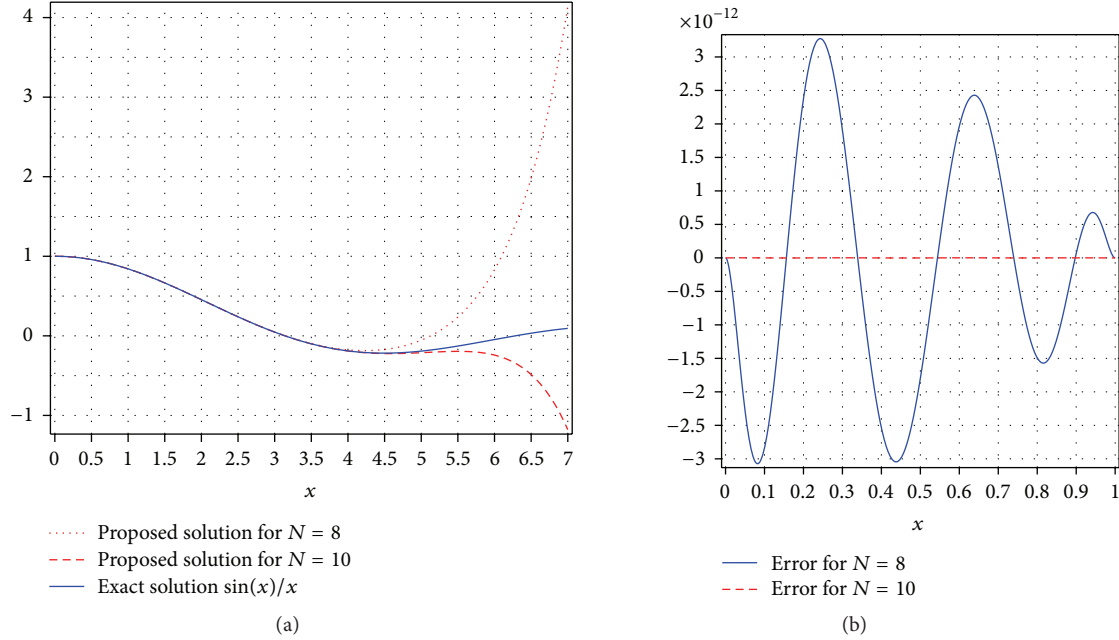 4
3
2
1
0
−1
0 0.5 1 1.5 2 2.5 3 3.5 4 4.5 5 5.5 6 6.5 7
x
Proposed solution for N = 8
Proposed solution for N = 10
Exact solution sin(x)/x
(a)
×10−12
3
2.5
1.5
0.5
0
−0.5
−1
−1.5
−2.5
−3
0 0.1 0.2 0.3 0.4 0.5 0.6 0.7 0.8 0.9 1
x
Error for N = 8
Error for N = 10
(b)